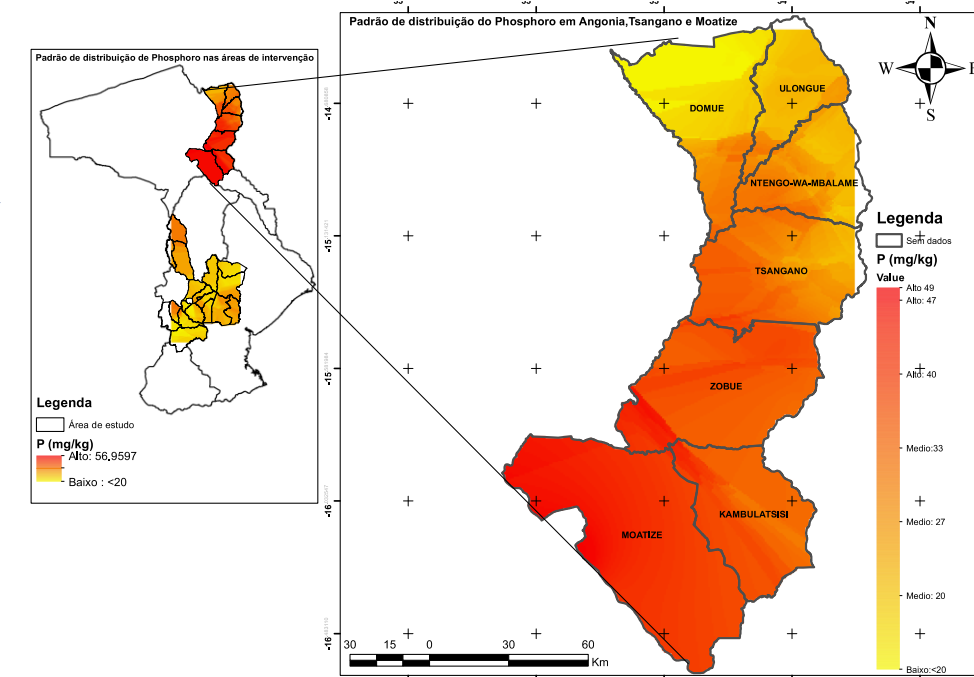 Padrão de distribuição de Phosphoro nas áreas de intervenção
Legenda
Área de estudo
P (mg/kg)
Alto: 56,9597
Baixo : <20
Padrão de distribuição do Phosphoro em Angonia,Tsangano e Moatize
N
W
E
S
DOMUE
ULONGUE
NTENGO-WA-MBALAME
TSANGANO
ZOBUE
KAMBULATSISI
MOATIZE
Legenda
Sem dados
P (mg/kg)
Value
Alto 49
Alto: 47
Alto: 40
Medio:33
Medio: 27
Medio: 20
Baixo:<20
-14
-15
-15
-16
-16
30 15 0 30 60
Km